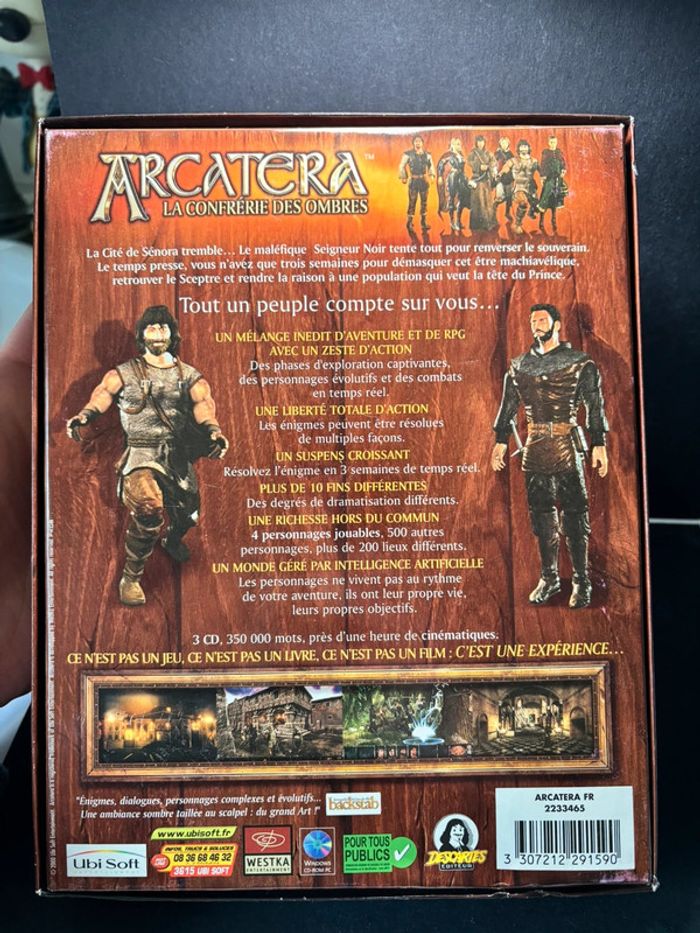 ARCATERA™
LA CONFRÉRIE DES OMBRES
La Cité de Sénora tremble... Le maléfique Seigneur Noir tente tout pour renverser le souverain.
Le temps presse, vous n'avez que trois semaines pour démasquer cet être machiavélique,
retrouver le Sceptre et rendre la raison à une population qui veut la tête du Prince.
Tout un peuple compte sur vous...
UN MÉLANGE INEDIT D'AVENTURE ET DE RPG
AVEC UN ZESTE D'ACTION
Des phases d'exploration captivantes,
des personnages évolutifs et des combats
en temps réel.
UNE LIBERTÉ TOTALE D'ACTION
Les énigmes peuvent être résolues
de multiples façons.
UN SUSPENS CROISSANT
Résolvez l'énigme en 3 semaines de temps réel.
PLUS DE 10 FINS DIFFÉRENTES
Des degrés de dramatisation différents.
UNE RICHESSE HORS DU COMMUN
4 personnages jouables, 500 autres
personnages, plus de 200 lieux différents.
UN MONDE GÉRÉ PAR INTELLIGENCE ARTIFICIELLE
Les personnages ne vivent pas au rythme
de votre aventure, ils ont leur propre vie,
leurs propres objectifs.
3 CD, 350 000 mots, près d'une heure de cinématiques.
CE N'EST PAS UN JEU, CE N'EST PAS UN LIVRE, CE N'EST PAS UN FILM : C'EST UNE EXPÉRIENCE...
"Énigmes, dialogues, personnages complexes et évolutifs...
Une ambiance sombre taillée au scalpel : du grand Art !"
backstab
ARCATERA FR
2233465
3 307212 291590
www.ubisoft.fr
INFOS, TRUCS & SOLUCES
08 36 68 46 32
3615 UBI SOFT
Ubi Soft
ENTERTAINMENT
WESTKA
ENTERTAINMENT
WINDOWS
CD-ROM PC
POUR TOUS
PUBLICS
DESCARTES
EDITEUR